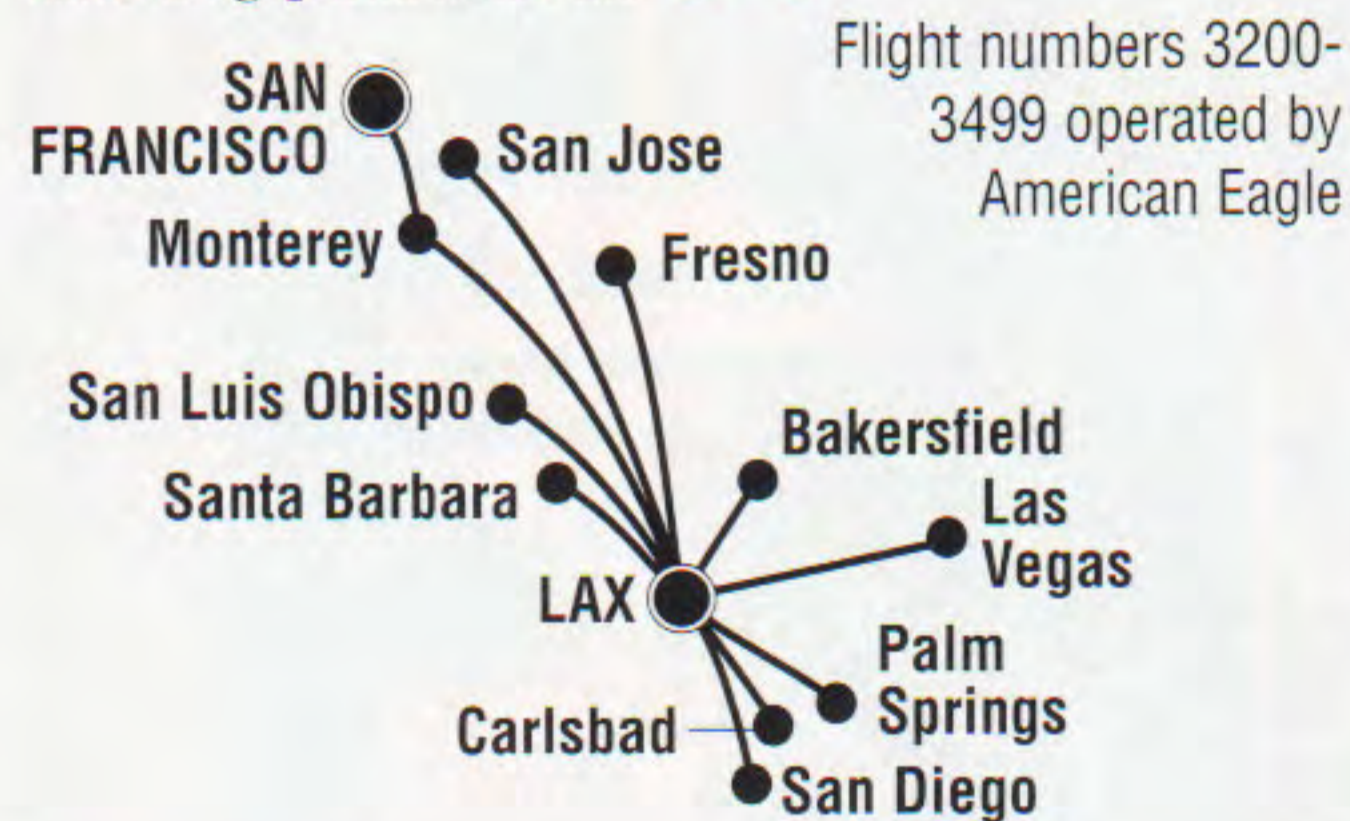 Flight numbers 3200-
3499 operated by
American Eagle
SAN
FRANCISCO
San Jose
Monterey
Fresno
San Luis Obispo
Bakersfield
Santa Barbara
Las
Vegas
LAX
Palm
Springs
Carlsbad
San Diego